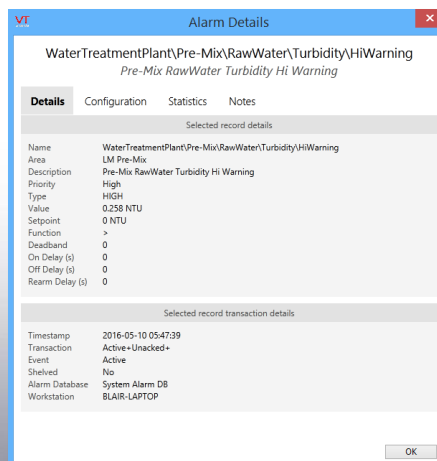 VT
Alarm Details
×
WaterTreatmentPlant\Pre-Mix\RawWater\Turbidity\HiWarning
Pre-Mix RawWater Turbidity Hi Warning
Details Configuration Statistics Notes
Selected record details
Name WaterTreatmentPlant\Pre-Mix\RawWater\Turbidity\HiWarning
Area LM Pre-Mix
Description Pre-Mix RawWater Turbidity Hi Warning
Priority High
Type HIGH
Value 0.258 NTU
Setpoint 0 NTU
Function >
Deadband 0
On Delay (s) 0
Off Delay (s) 0
Rearm Delay (s) 0
Selected record transaction details
Timestamp 2016-05-10 05:47:39
Transaction Active+Unacked+
Event Active
Shelved No
Alarm Database System Alarm DB
Workstation BLAIR-LAPTOP
OK